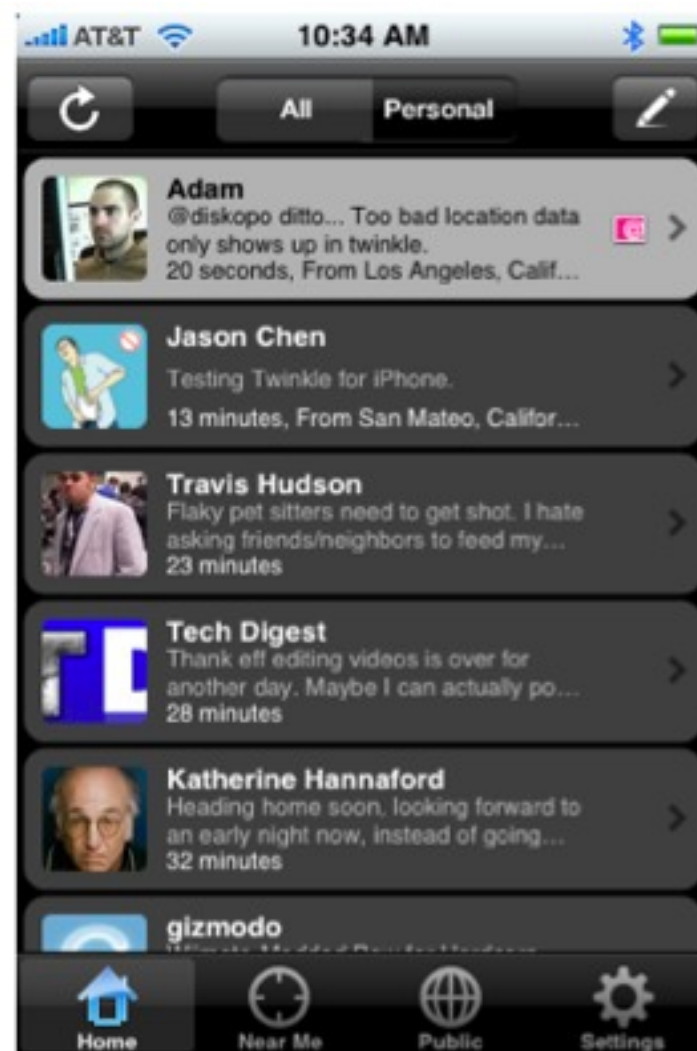 AT&T 10:34 AM
All Personal
Adam
@diskopo ditto... Too bad location data
only shows up in twinkle.
20 seconds, From Los Angeles, Calif...
Jason Chen
Testing Twinkle for iPhone.
13 minutes, From San Mateo, Califor...
Travis Hudson
Flaky pet sitters need to get shot. I hate
asking friends/neighbors to feed my...
23 minutes
T D
Tech Digest
Thank eff editing videos is over for
another day. Maybe I can actually po...
28 minutes
Katherine Hannaford
Heading home soon, looking forward to
an early night now, instead of going...
32 minutes
gizmodo
Home Near Me Public Settings